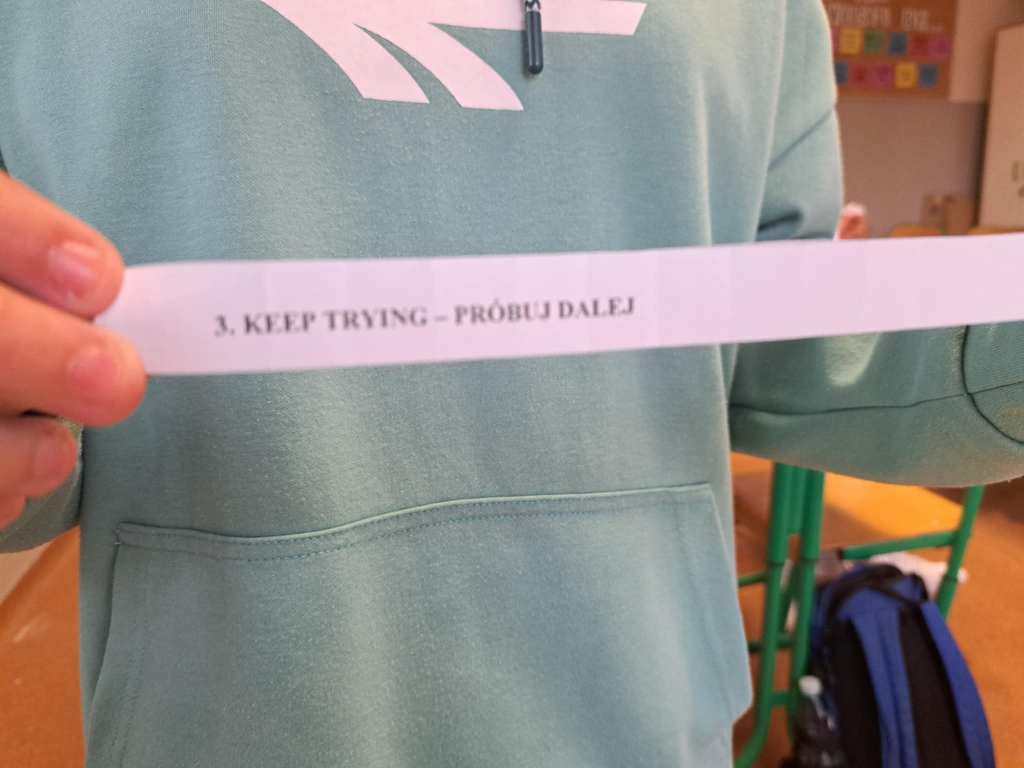 3. KEEP TRYING – PRÓBUJ DALEJ